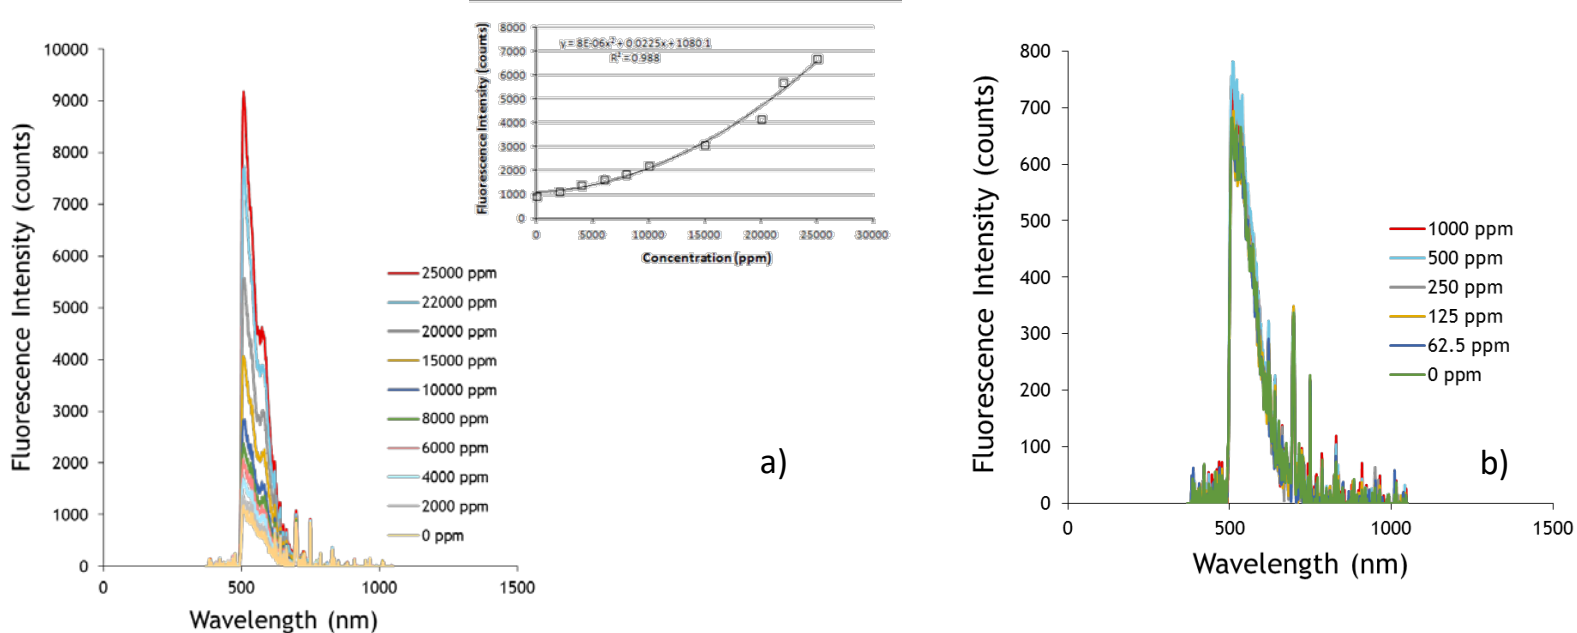 10000
9000
8000
7000
6000
5000
4000
3000
2000
1000
0
0
500
1000
1500
Fluorescence Intensity (counts)
Wavelength (nm)
25000 ppm
22000 ppm
20000 ppm
15000 ppm
10000 ppm
8000 ppm
6000 ppm
4000 ppm
2000 ppm
0 ppm
8000
7000
6000
5000
4000
3000
2000
1000
0
0
5000
10000
15000
20000
25000
30000
Fluorescence Intensity (counts)
Concentration (ppm)
y = 8E-06x² + 0.0225x + 1080.1
R² = 0.988
a)
800
700
600
500
400
300
200
100
0
0
500
1000
1500
Fluorescence Intensity (counts)
Wavelength (nm)
1000 ppm
500 ppm
250 ppm
125 ppm
62.5 ppm
0 ppm
b)